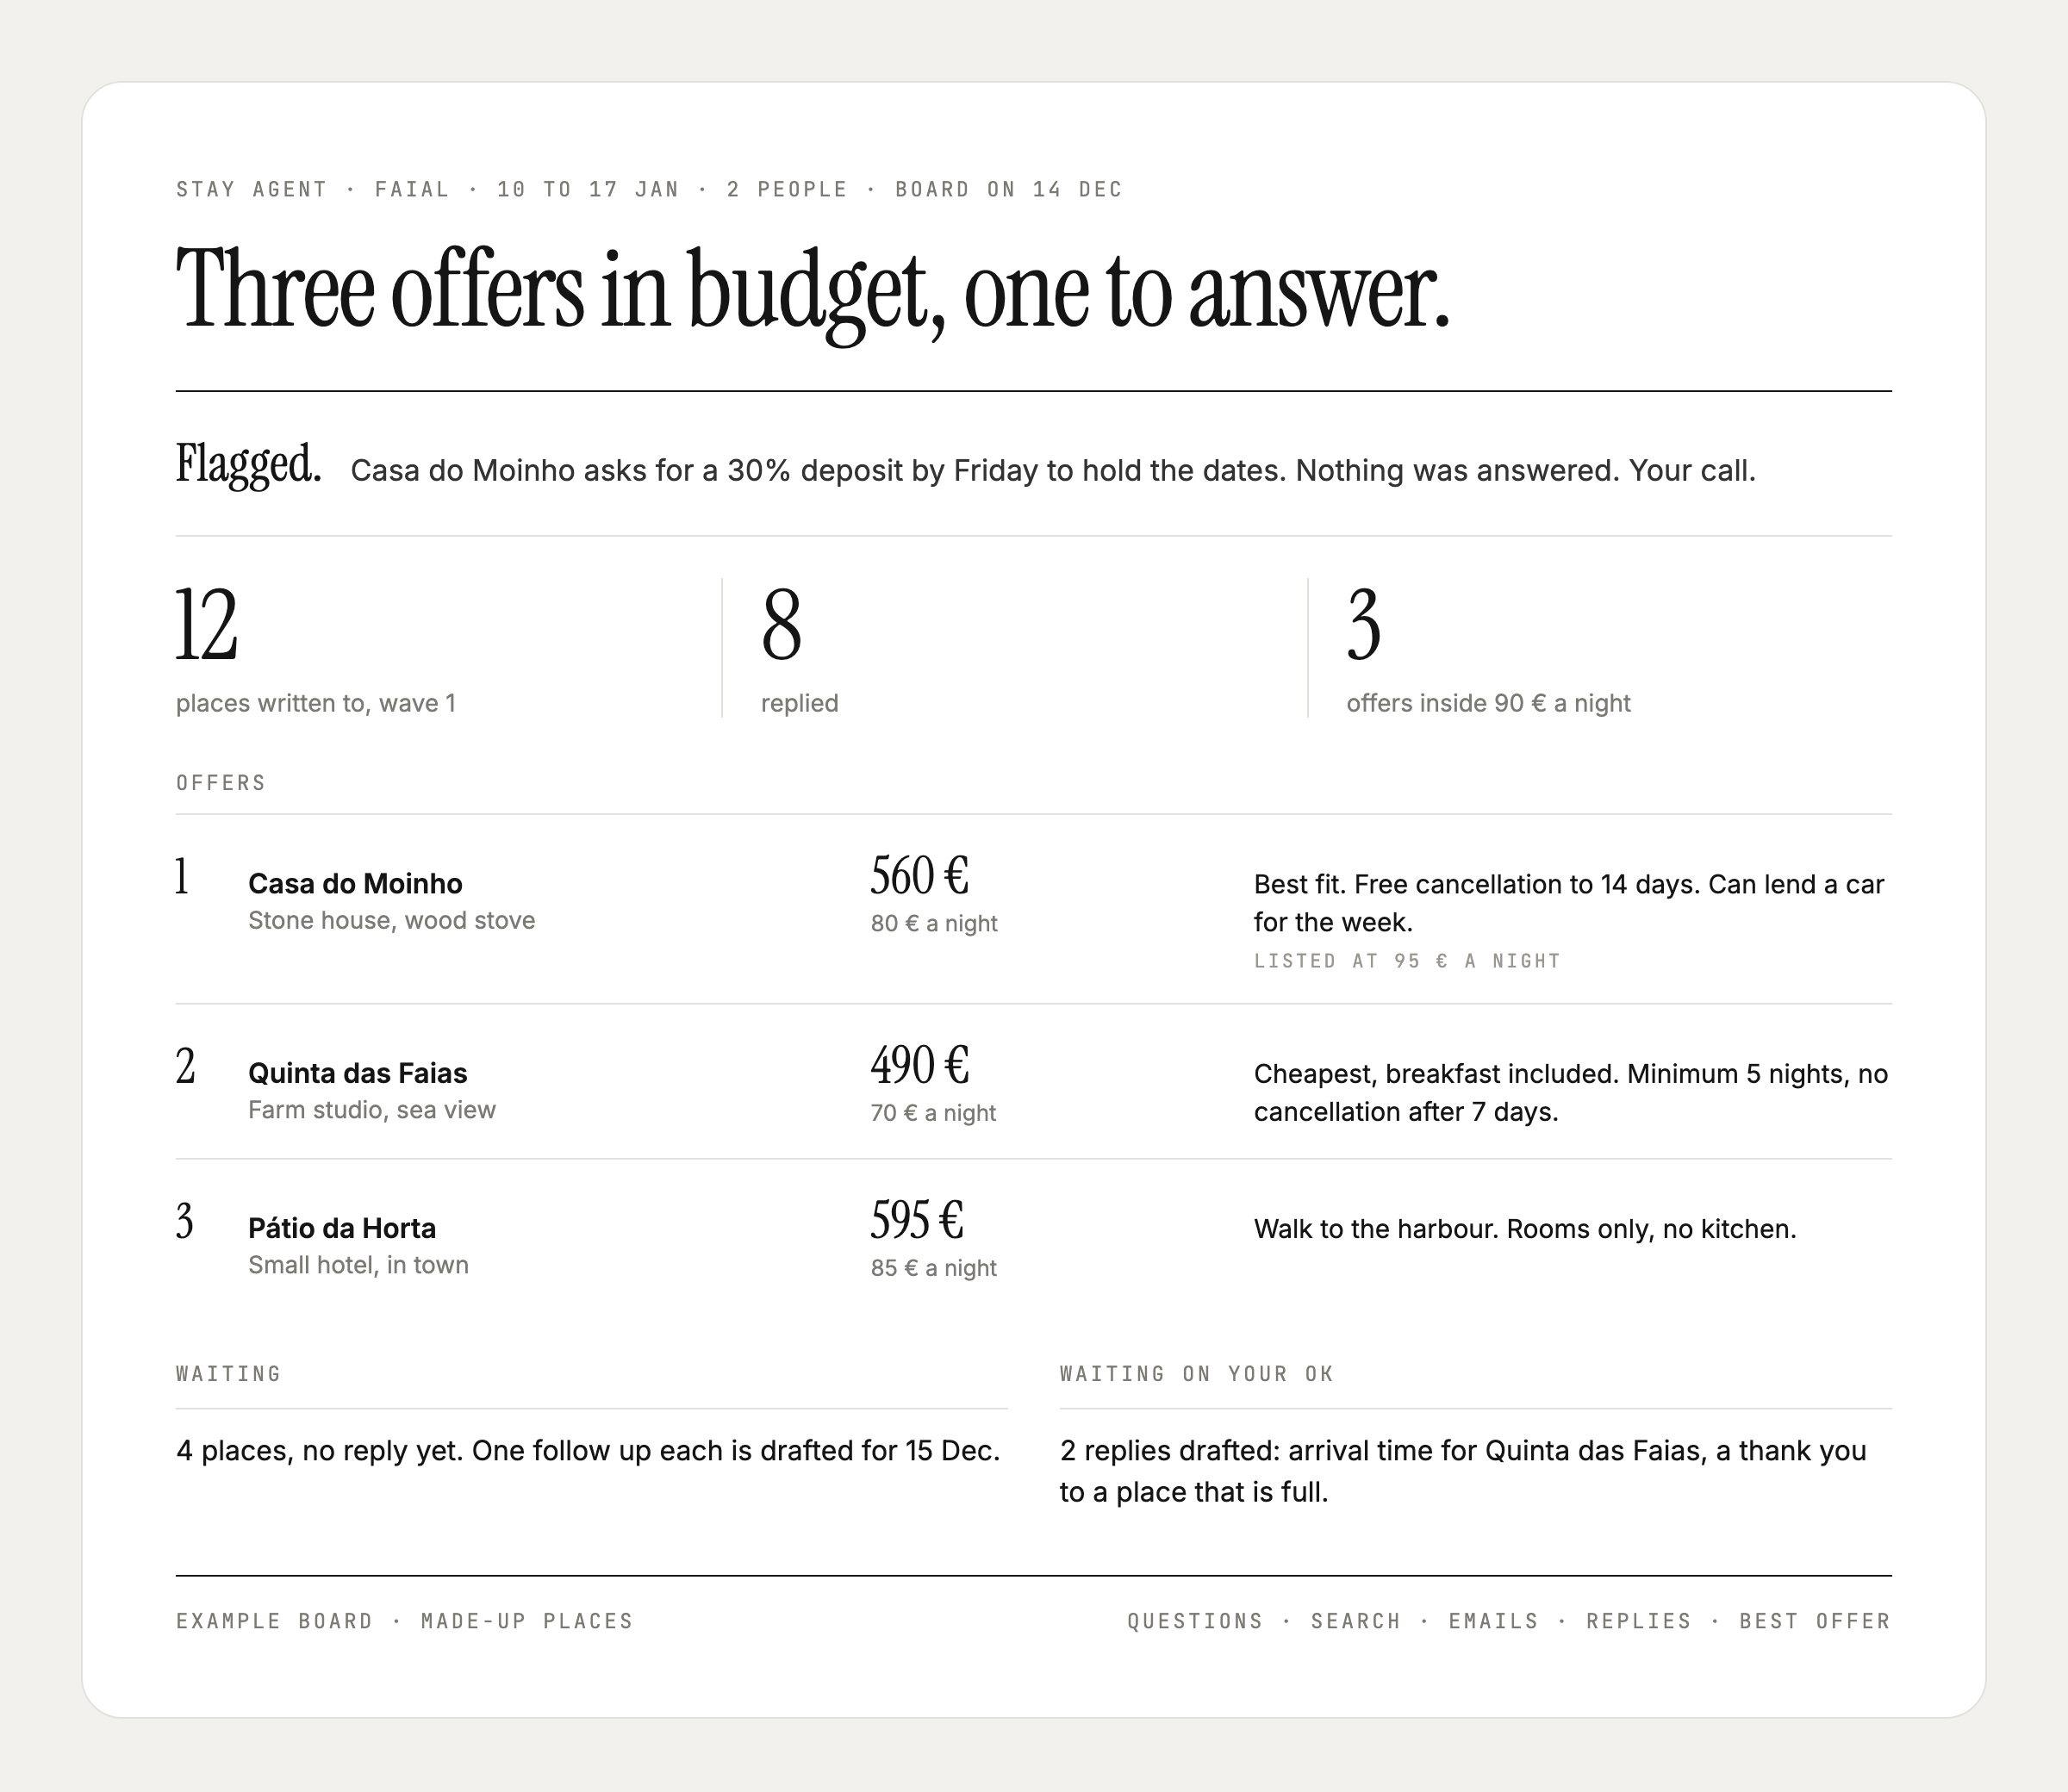 STAY AGENT · FAIAL · 10 TO 17 JAN · 2 PEOPLE · BOARD ON 14 DEC
Three offers in budget, one to answer.
Flagged. Casa do Moinho asks for a 30% deposit by Friday to hold the dates. Nothing was answered. Your call.
12
places written to, wave 1
8
replied
3
offers inside 90 € a night
OFFERS
1
Casa do Moinho
Stone house, wood stove
560 €
80 € a night
Best fit. Free cancellation to 14 days. Can lend a car
for the week.
LISTED AT 95 € A NIGHT
2
Quinta das Faias
Farm studio, sea view
490 €
70 € a night
Cheapest, breakfast included. Minimum 5 nights, no
cancellation after 7 days.
3
Pátio da Horta
Small hotel, in town
595 €
85 € a night
Walk to the harbour. Rooms only, no kitchen.
WAITING
4 places, no reply yet. One follow up each is drafted for 15 Dec.
WAITING ON YOUR OK
2 replies drafted: arrival time for Quinta das Faias, a thank you
to a place that is full.
EXAMPLE BOARD · MADE-UP PLACES
QUESTIONS · SEARCH · EMAILS · REPLIES · BEST OFFER